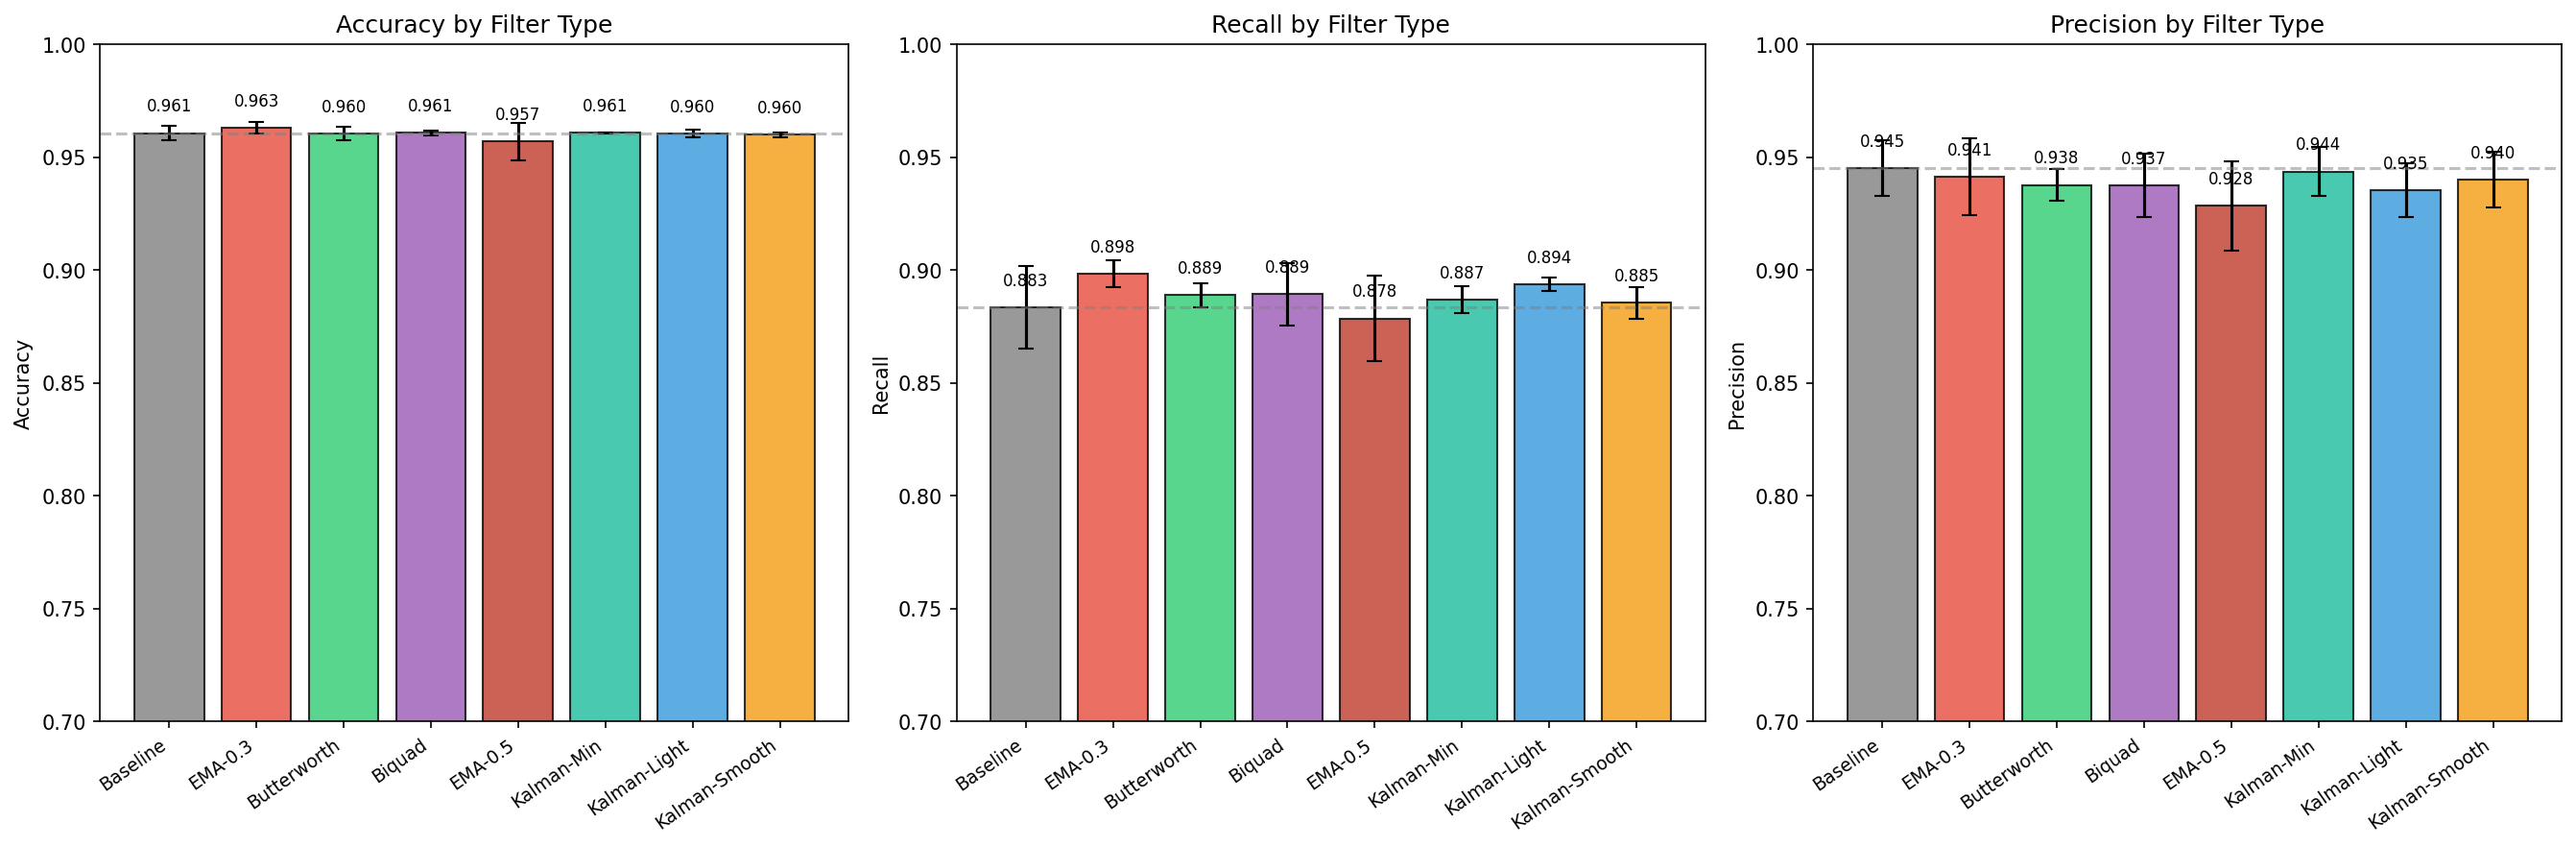 Accuracy by Filter Type
Accuracy
1.00
0.95
0.90
0.85
0.80
0.75
0.70
0.961
0.963
0.960
0.961
0.957
0.961
0.960
0.960
Baseline
EMA-0.3
Butterworth
Biquad
EMA-0.5
Kalman-Min
Kalman-Light
Kalman-Smooth
Recall by Filter Type
Recall
1.00
0.95
0.90
0.85
0.80
0.75
0.70
0.883
0.898
0.889
0.889
0.878
0.887
0.894
0.885
Baseline
EMA-0.3
Butterworth
Biquad
EMA-0.5
Kalman-Min
Kalman-Light
Kalman-Smooth
Precision by Filter Type
Precision
1.00
0.95
0.90
0.85
0.80
0.75
0.70
0.945
0.941
0.938
0.937
0.928
0.944
0.935
0.940
Baseline
EMA-0.3
Butterworth
Biquad
EMA-0.5
Kalman-Min
Kalman-Light
Kalman-Smooth